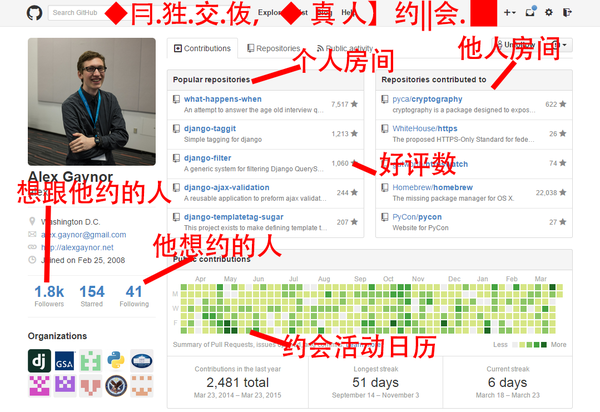 ◆冃.狌.交.伖, ◆ 真人】约‖会.█
Search GitHub
Explore
Gist
Blog
Help
Contributions
Repositories
Public activity
个人房间
他人房间
Popular repositories
what-happens-when
An attempt to answer the age old interview q…
7,517 ★
django-taggit
Simple tagging for django
1,213 ★
django-filter
A generic system for filtering Django QueryS…
1,060 ★
django-ajax-validation
A reusable application to preform ajax validat…
244 ★
django-templatetag-sugar
This project exists to make defining template t…
207 ★
好评数
Repositories contributed to
pyca/cryptography
cryptography is a package designed to expos…
622 ★
WhiteHouse/https
The proposed HTTPS-Only Standard for fede…
26 ★
74 ★
Homebrew/homebrew
The missing package manager for OS X.
22,038 ★
PyCon/pycon
Website for PyCon
27 ★
Alex Gaynor
想跟他约的人
Washington D.C.
alex.gaynor@gmail.com
http://alexgaynor.net
Joined on Feb 25, 2008
他想约的人
1.8k
Followers
154
Starred
41
Following
Organizations
dj
GSA
Public contributions
Apr May Jun Jul Aug Sep Oct Nov Dec Jan Feb Mar
M
W
F
Summary of Pull Requests, issues
Less More
约会活动日历
Contributions in the last year
2,481 total
Mar 23, 2014 – Mar 23, 2015
Longest streak
51 days
September 14 – November 3
Current streak
6 days
March 18 – March 23